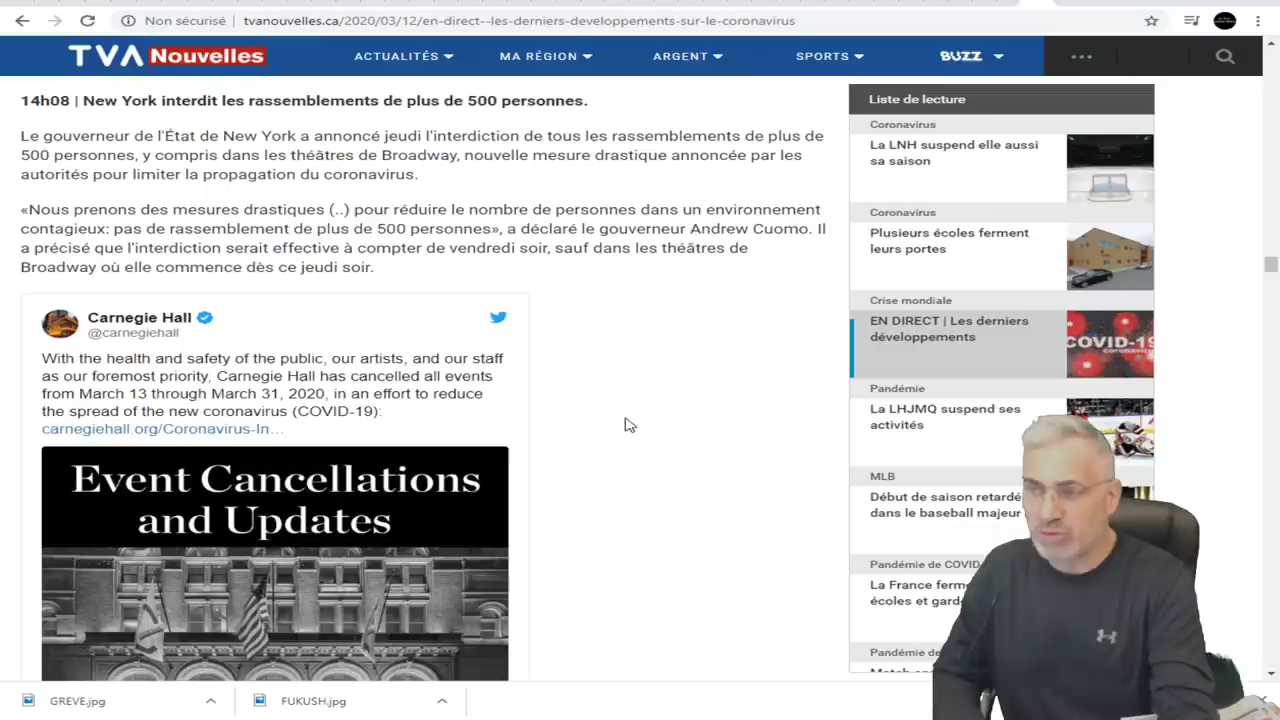 Non sécurisé | tvanouvelles.ca/2020/03/12/en-direct--les-derniers-developpements-sur-le-coronavirus
TVA Nouvelles
ACTUALITÉS
MA RÉGION
ARGENT
SPORTS
BUZZ
14h08 | New York interdit les rassemblements de plus de 500 personnes.
Le gouverneur de l'État de New York a annoncé jeudi l'interdiction de tous les rassemblements de plus de
500 personnes, y compris dans les théâtres de Broadway, nouvelle mesure drastique annoncée par les
autorités pour limiter la propagation du coronavirus.
«Nous prenons des mesures drastiques (..) pour réduire le nombre de personnes dans un environnement
contagieux: pas de rassemblement de plus de 500 personnes», a déclaré le gouverneur Andrew Cuomo. Il
a précisé que l'interdiction serait effective à compter de vendredi soir, sauf dans les théâtres de
Broadway où elle commence dès ce jeudi soir.
Carnegie Hall
@carnegiehall
With the health and safety of the public, our artists, and our staff
as our foremost priority, Carnegie Hall has cancelled all events
from March 13 through March 31, 2020, in an effort to reduce
the spread of the new coronavirus (COVID-19):
carnegiehall.org/Coronavirus-In…
Event Cancellations
and Updates
Liste de lecture
Coronavirus
La LNH suspend elle aussi
sa saison
Coronavirus
Plusieurs écoles ferment
leurs portes
Crise mondiale
EN DIRECT | Les derniers
développements
COVID-19
coronavirus
Pandémie
La LHJMQ suspend ses
activités
MLB
Début de saison retardé
dans le baseball majeur
Pandémie de COVID
La France ferme
écoles et gard
Pandémie de
GREVE.jpg
FUKUSH.jpg